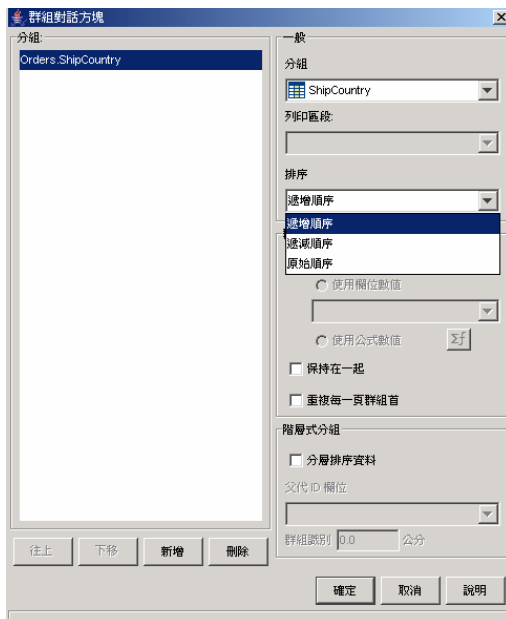 群組對話方塊
分組:
Orders.ShipCountry
往上
下移
新增
刪除
一般
分組
ShipCountry
列印區段:
排序
遞增順序
遞增順序
遞減順序
原始順序
使用欄位數值
使用公式數值
Σf
保持在一起
重複每一頁群組首
階層式分組
分層排序資料
父代 ID 欄位
群組識別 0.0 公分
確定
取消
說明